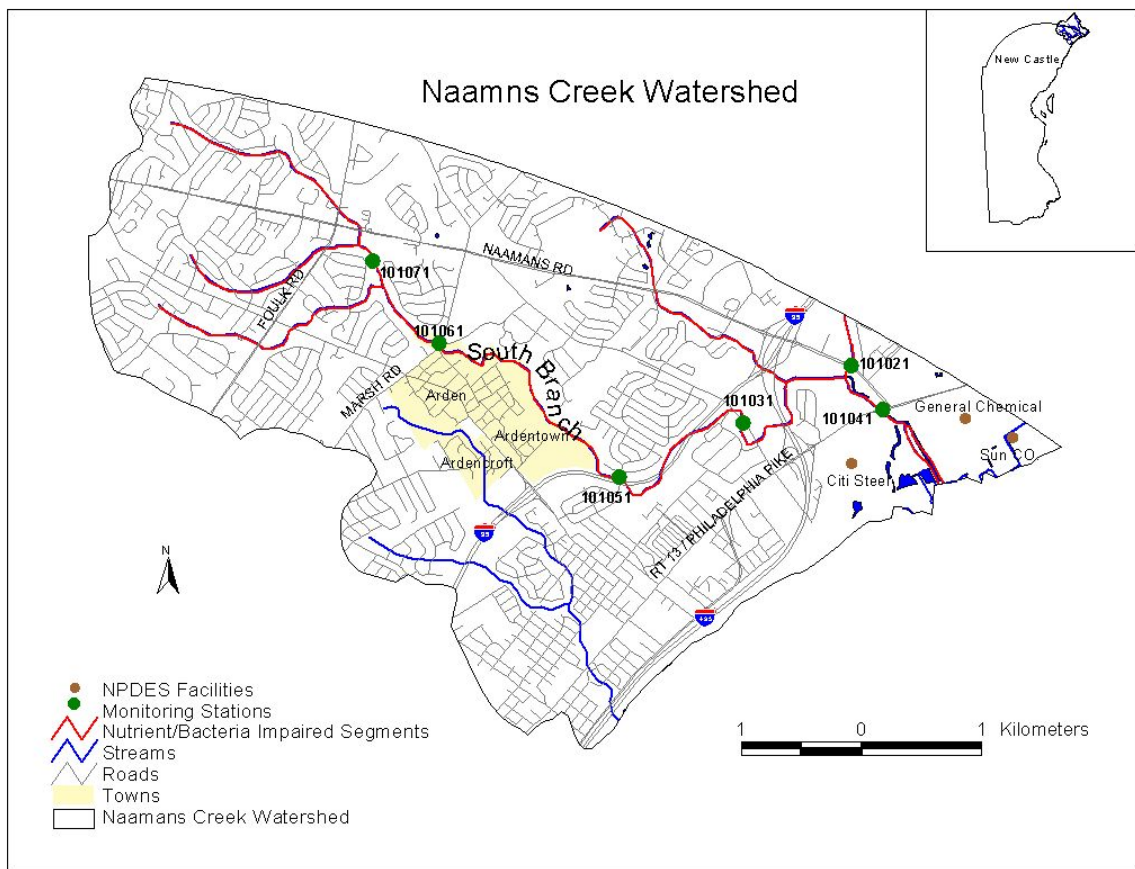 New Castle
Naamns Creek Watershed
NAAMANS RD
FOULK RD
101071
95
101061
South Branch
101021
MARSH RD
Arden
101031
101041
General Chemical
Ardentown
Ardencroft
Sun CO.
101051
Citi Steel
RT 13 / PHILADELPHIA PIKE
95
N
495
NPDES Facilities
Monitoring Stations
Nutrient/Bacteria Impaired Segments
Streams
Roads
Towns
Naamans Creek Watershed
1 0 1 Kilometers